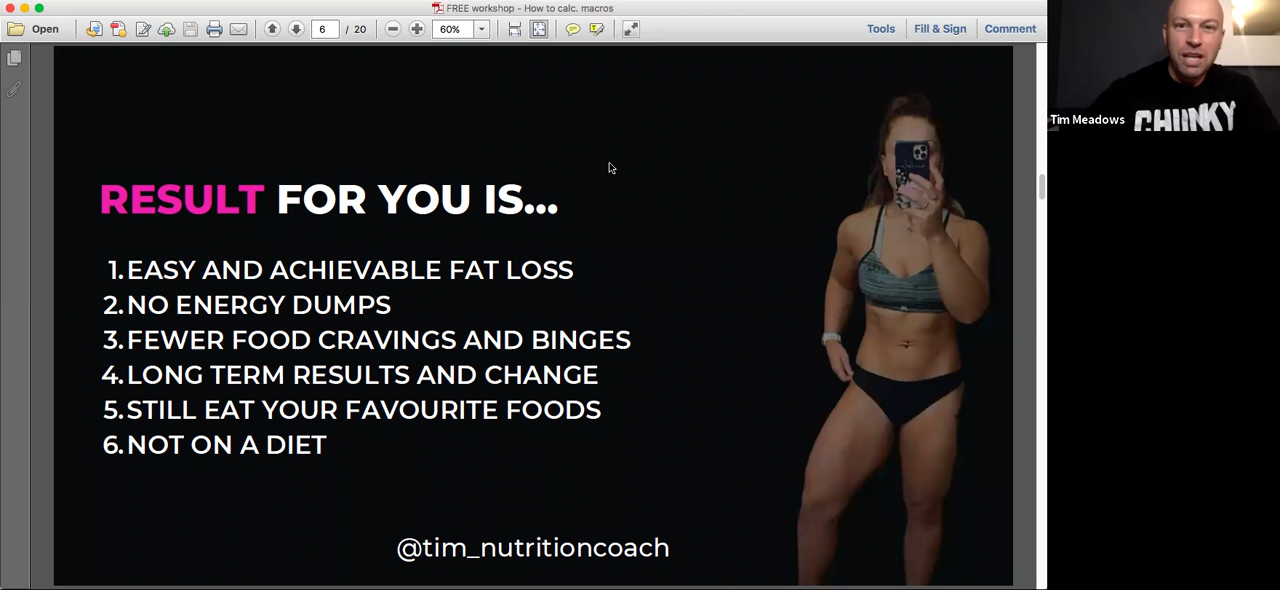 FREE workshop - How to calc. macros
Open
6 / 20
60%
Tools
Fill & Sign
Comment
RESULT FOR YOU IS...
1. EASY AND ACHIEVABLE FAT LOSS
2. NO ENERGY DUMPS
3. FEWER FOOD CRAVINGS AND BINGES
4. LONG TERM RESULTS AND CHANGE
5. STILL EAT YOUR FAVOURITE FOODS
6. NOT ON A DIET
@tim_nutritioncoach
CHUNKY
Tim Meadows